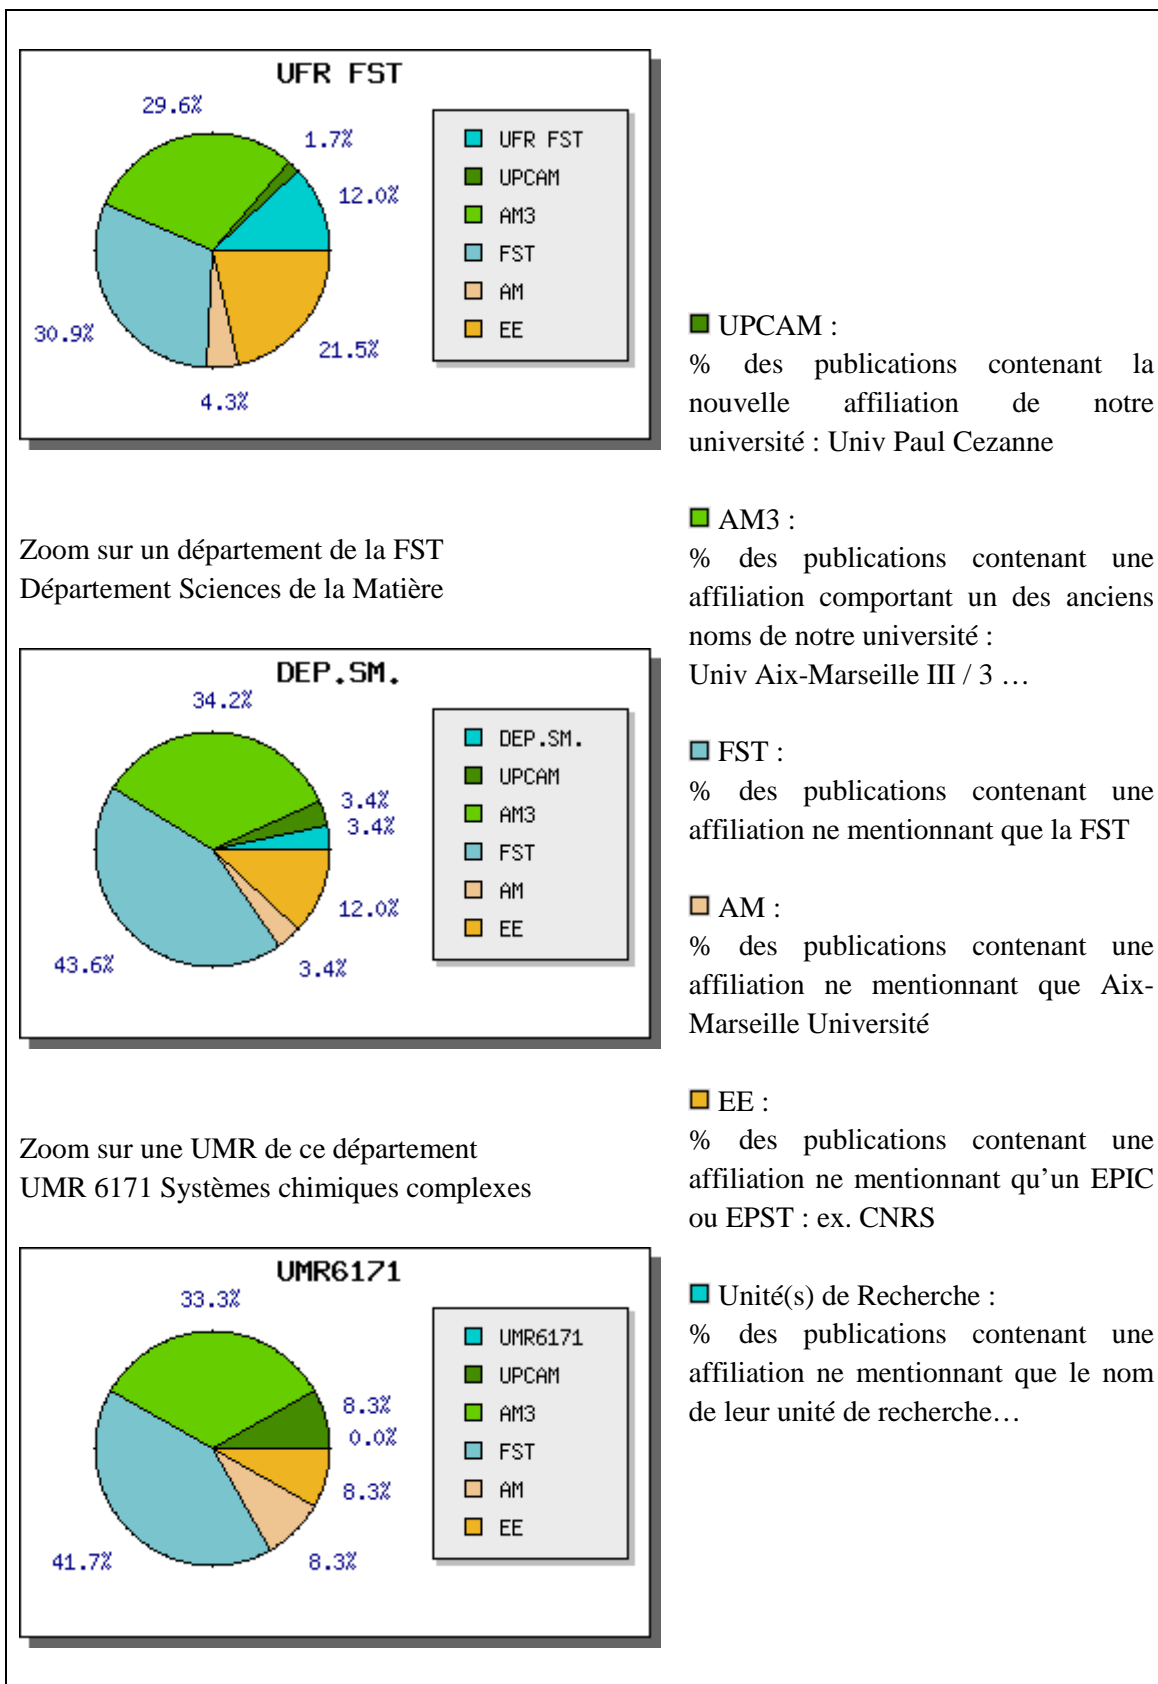 UFR FST
29.6%
1.7%
12.0%
30.9%
21.5%
4.3%
UFR FST
UPCAM
AM3
FST
AM
EE
Zoom sur un département de la FST
Département Sciences de la Matière
DEP.SM.
34.2%
3.4%
3.4%
12.0%
43.6%
3.4%
DEP.SM.
UPCAM
AM3
FST
AM
EE
Zoom sur une UMR de ce département
UMR 6171 Systèmes chimiques complexes
UMR6171
33.3%
8.3%
0.0%
8.3%
41.7%
8.3%
UMR6171
UPCAM
AM3
FST
AM
EE
UPCAM :
% des publications contenant la
nouvelle affiliation de notre
université : Univ Paul Cezanne
AM3 :
% des publications contenant une
affiliation comportant un des anciens
noms de notre université :
Univ Aix-Marseille III / 3 …
FST :
% des publications contenant une
affiliation ne mentionnant que la FST
AM :
% des publications contenant une
affiliation ne mentionnant que Aix-
Marseille Université
EE :
% des publications contenant une
affiliation ne mentionnant qu’un EPIC
ou EPST : ex. CNRS
Unité(s) de Recherche :
% des publications contenant une
affiliation ne mentionnant que le nom
de leur unité de recherche…